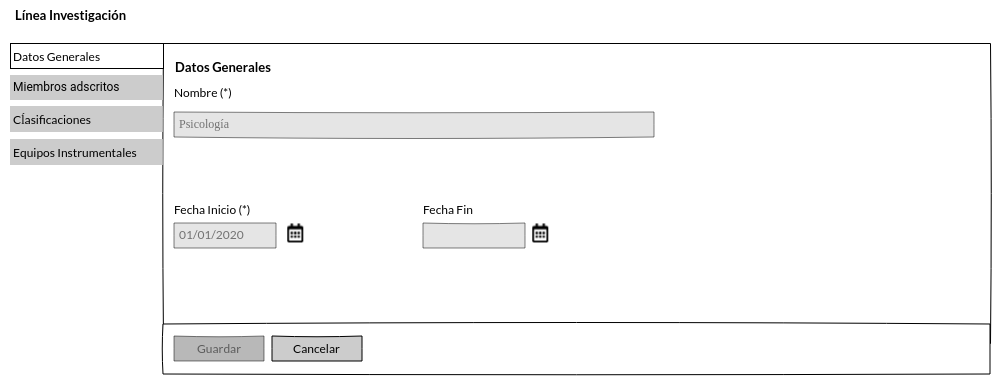 Línea Investigación
Datos Generales
Miembros adscritos
Clasificaciones
Equipos Instrumentales
Datos Generales
Nombre (*)
Psicología
Fecha Inicio (*)
Fecha Fin
01/01/2020
Guardar
Cancelar